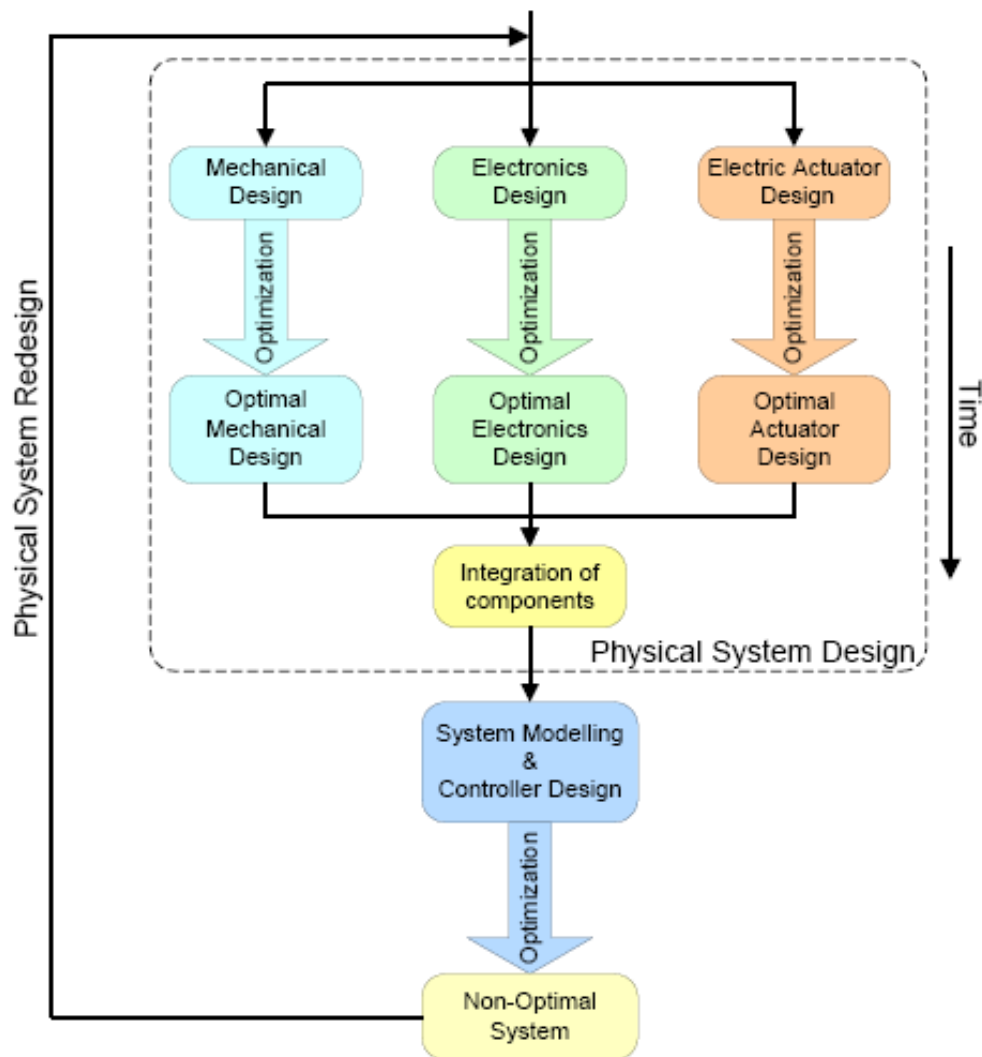 Mechanical
Design
Electronics
Design
Electric Actuator
Design
Optimization
Optimization
Optimization
Optimal
Mechanical
Design
Optimal
Electronics
Design
Optimal
Actuator
Design
Integration of
components
Physical System Design
System Modelling
&
Controller Design
Optimization
Non-Optimal
System
Physical System Redesign
Time